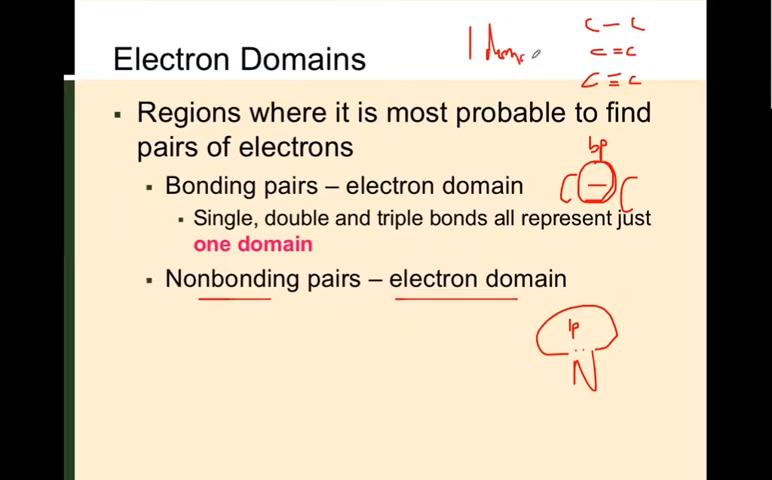 Electron Domains
1
C — C
C = C
C ≡ C
▪ Regions where it is most probable to find
pairs of electrons
bp
▪ Bonding pairs – electron domain
C — C
▪ Single, double and triple bonds all represent just
one domain
▪ Nonbonding pairs – electron domain
lp
N